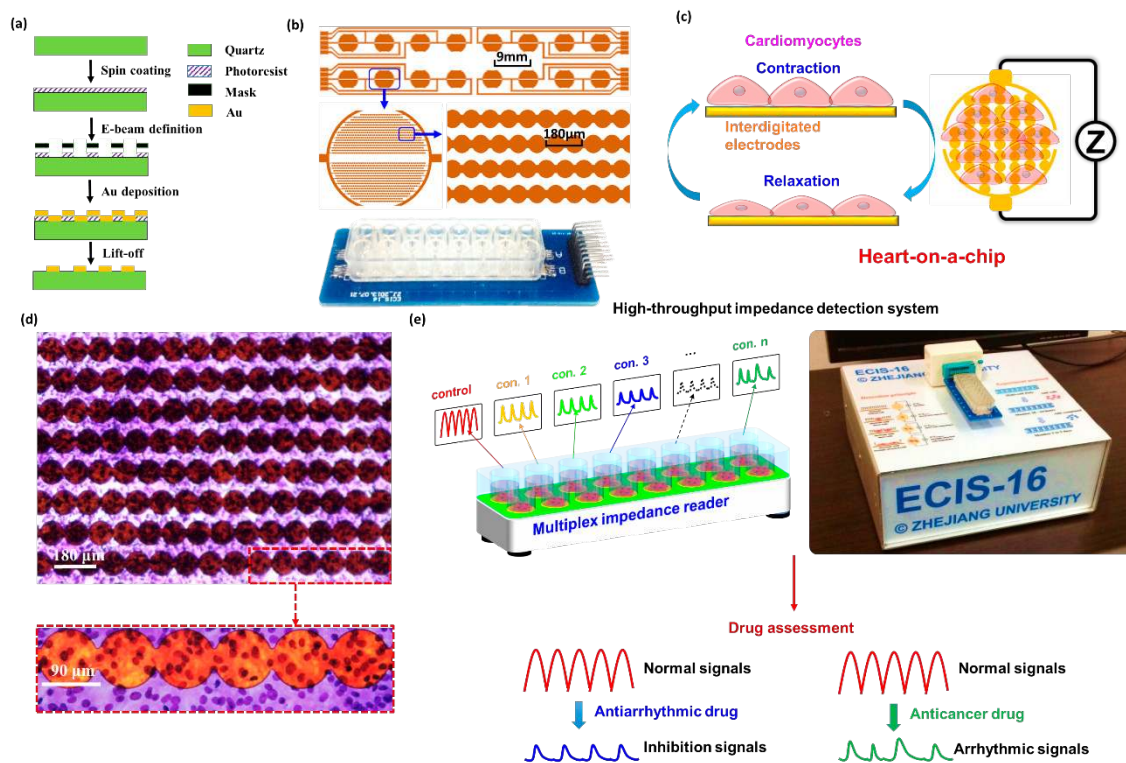 (a)
Quartz
Photoresist
Mask
Au
Spin coating
E-beam definition
Au deposition
Lift-off
(b)
9mm
180μm
(c)
Cardiomyocytes
Contraction
Interdigitated
electrodes
Relaxation
Z
Heart-on-a-chip
(d)
180 μm
90 μm
(e)
High-throughput impedance detection system
control
con. 1
con. 2
con. 3
...
con. n
Multiplex impedance reader
ECIS-16
© ZHEJIANG UNIVERSITY
ECIS-16
© ZHEJIANG UNIVERSITY
Drug assessment
Normal signals
Antiarrhythmic drug
Inhibition signals
Normal signals
Anticancer drug
Arrhythmic signals